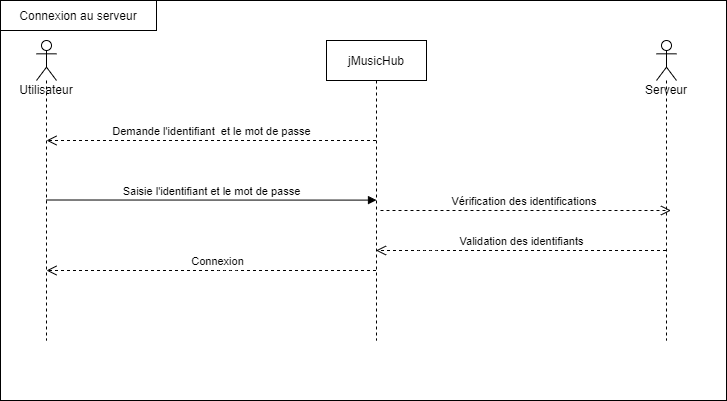 Connexion au serveur
jMusicHub
Utilisateur
Serveur
Demande l'identifiant  et le mot de passe
Saisie l'identifiant et le mot de passe
Vérification des identifications
Validation des identifiants
Connexion